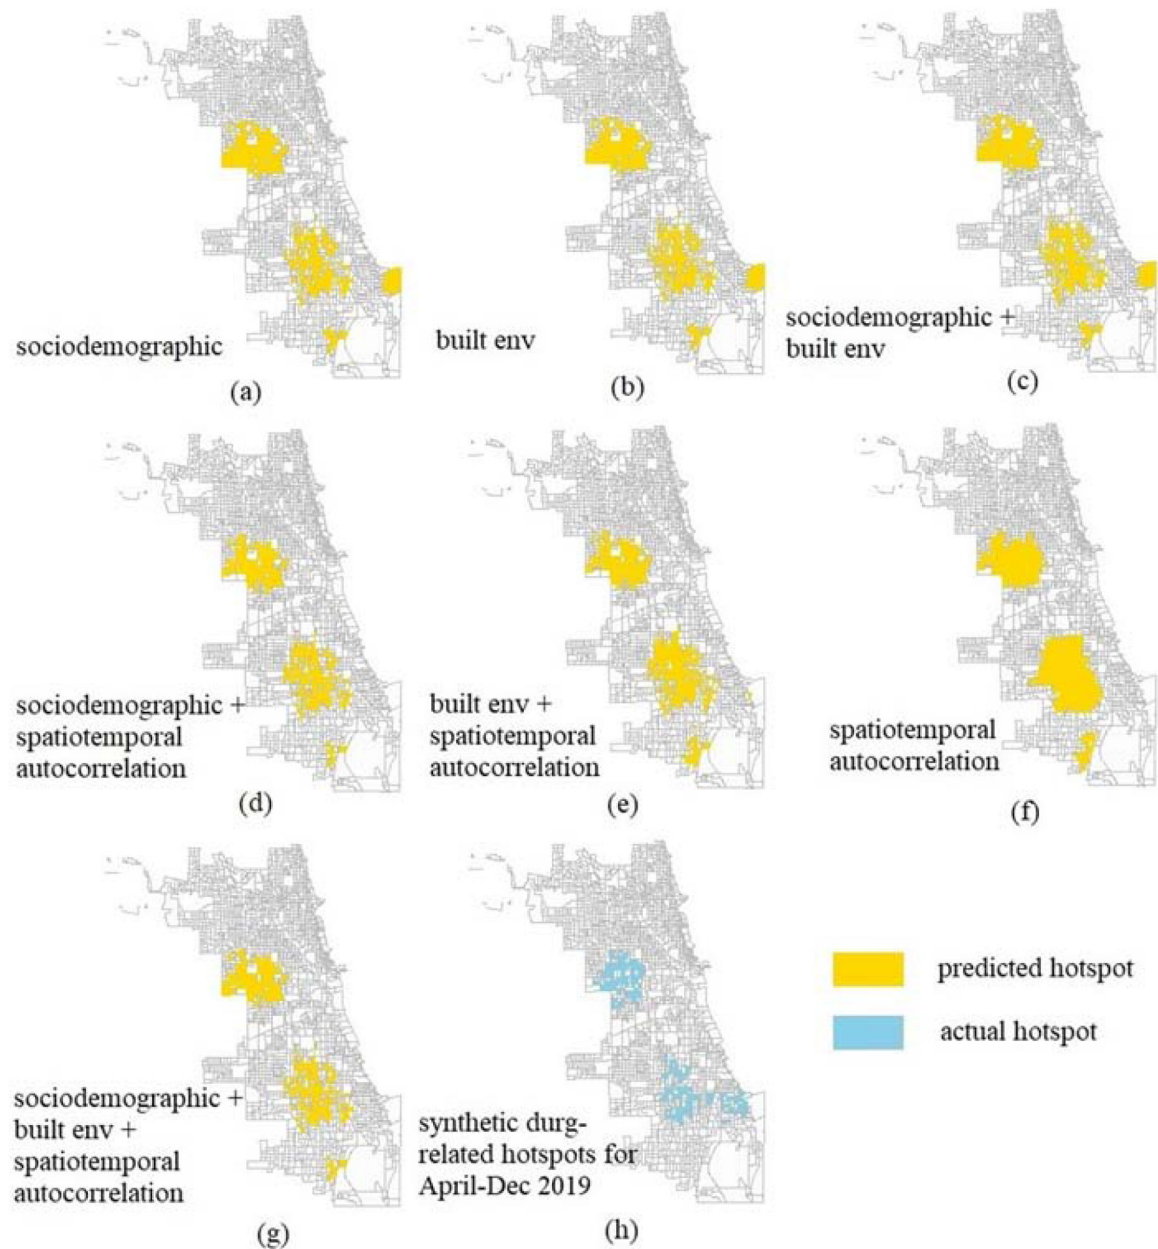 sociodemographic
(a)
built env
(b)
sociodemographic +
built env
(c)
sociodemographic +
spatiotemporal
autocorrelation
(d)
built env +
spatiotemporal
autocorrelation
(e)
spatiotemporal
autocorrelation
(f)
sociodemographic +
built env +
spatiotemporal
autocorrelation
(g)
synthetic durg-
related hotspots for
April-Dec 2019
(h)
predicted hotspot
actual hotspot